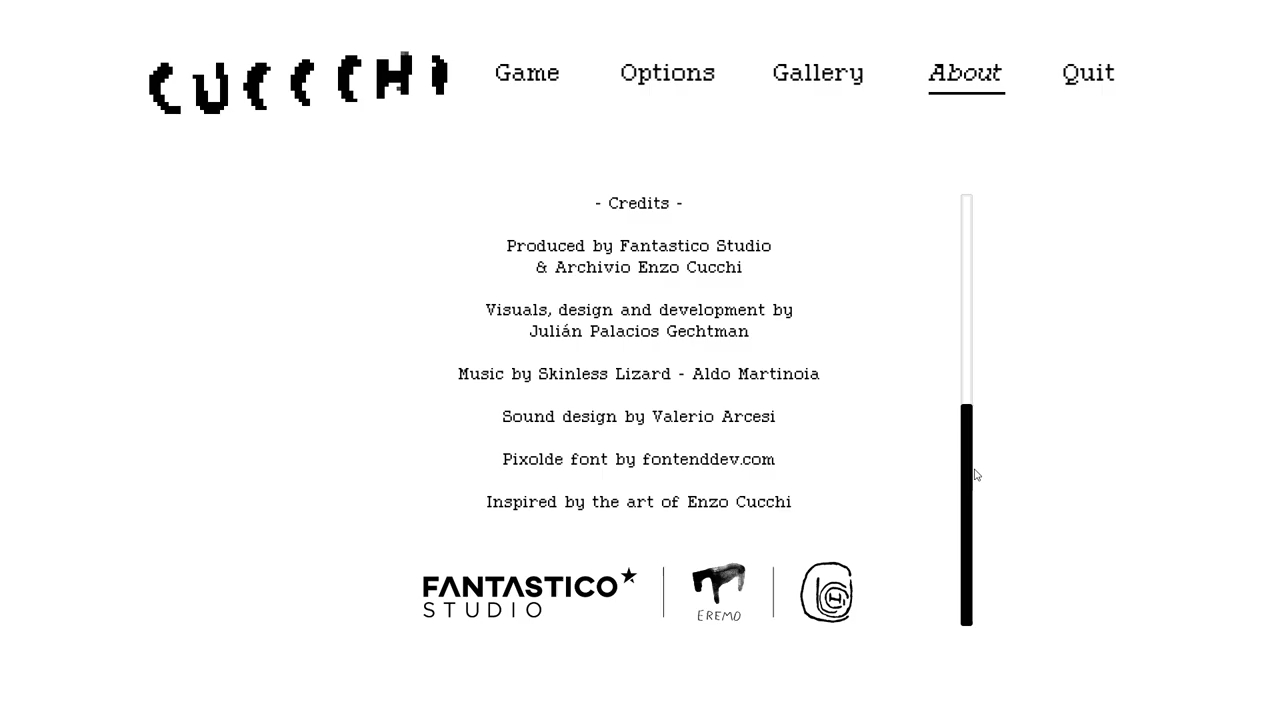 CUCCCHI
Game
Options
Gallery
About
Quit
- Credits -
Produced by Fantastico Studio
& Archivio Enzo Cucchi
Visuals, design and development by
Julián Palacios Gechtman
Music by Skinless Lizard - Aldo Martinoia
Sound design by Valerio Arcesi
Pixolde font by fontenddev.com
Inspired by the art of Enzo Cucchi
FANTASTICO
STUDIO
EREMO